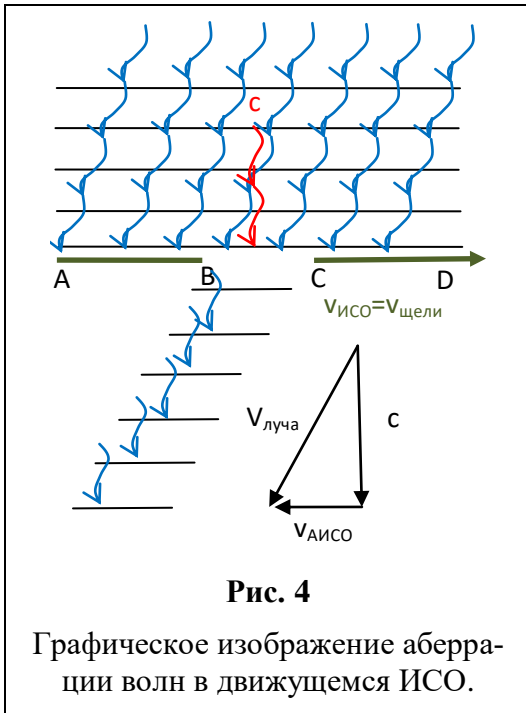 c
A B C D
vИСО=vщели
Vлуча c
vАИСО
Рис. 4
Графическое изображение аберра-
ции волн в движущемся ИСО.